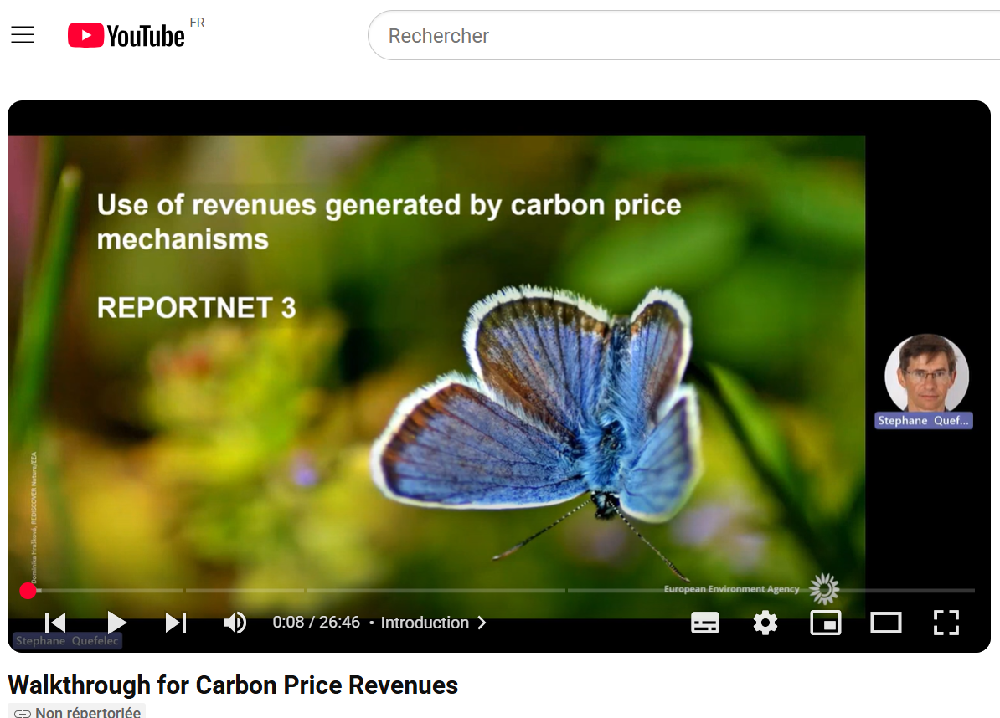 YouTube FR
Rechercher
Use of revenues generated by carbon price
mechanisms
REPORTNET 3
Stephane Quef...
Dominika Hrašková, REDISCOVER Nature/EEA
European Environment Agency
0:08 / 26:46 • Introduction
Stephane Quefelec
Walkthrough for Carbon Price Revenues
Non répertoriée